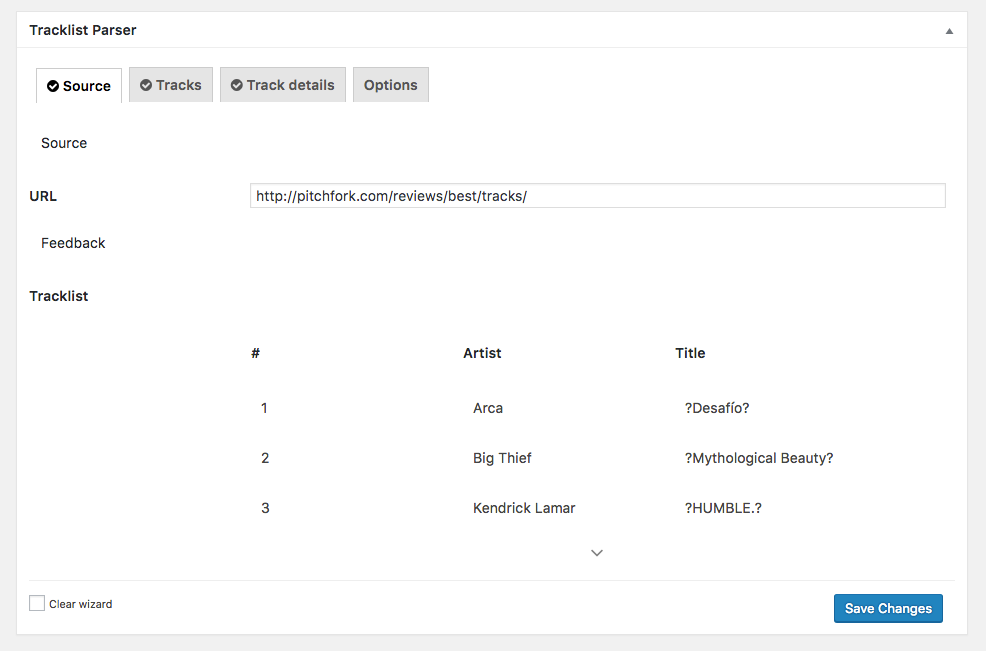 Tracklist Parser
Source Tracks Track details Options
Source
URL http://pitchfork.com/reviews/best/tracks/
Feedback
Tracklist
# Artist Title
1 Arca ?Desafío?
2 Big Thief ?Mythological Beauty?
3 Kendrick Lamar ?HUMBLE.?
Clear wizard Save Changes